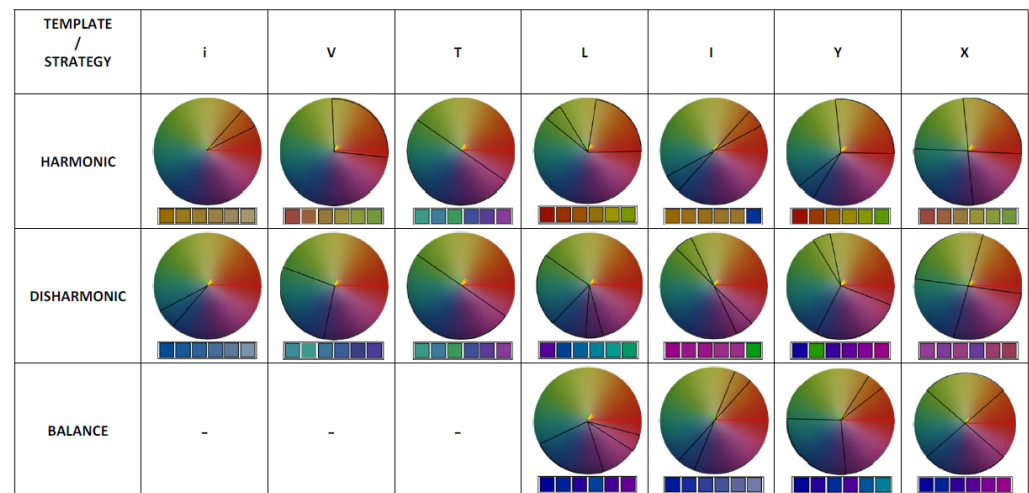 TEMPLATE
/
STRATEGY
i
V
T
L
I
Y
X
HARMONIC
DISHARMONIC
BALANCE
–
–
–